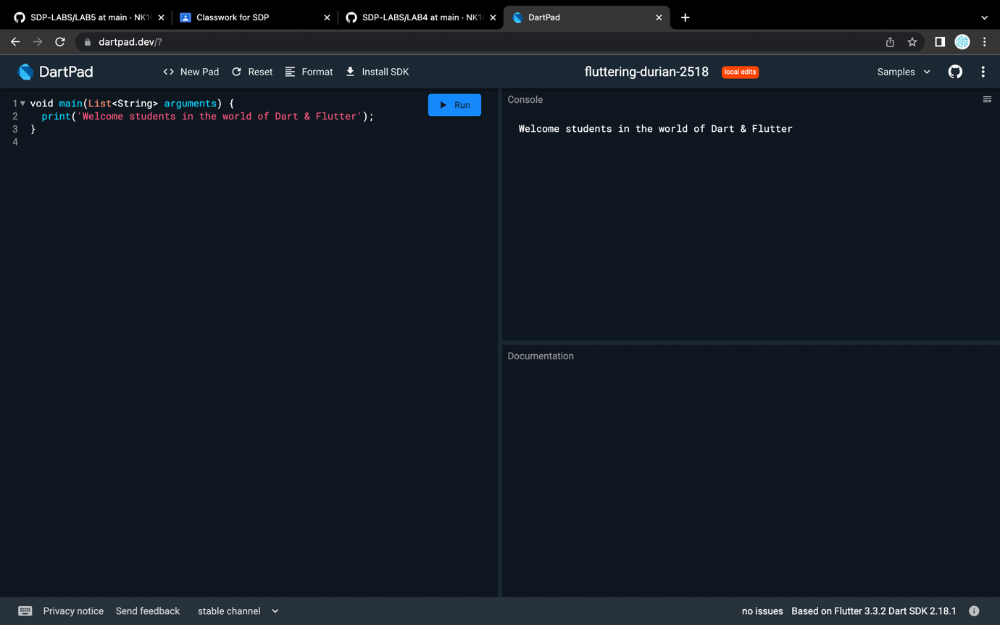 SDP-LABS/LAB5 at main · NK1
Classwork for SDP
SDP-LABS/LAB4 at main · NK1
DartPad
dartpad.dev/?
DartPad
<> New Pad
Reset
Format
Install SDK
fluttering-durian-2518
local edits
Samples
1 void main(List<String> arguments) {
2 print('Welcome students in the world of Dart & Flutter');
3 }
4
Run
Console
Welcome students in the world of Dart & Flutter
Documentation
Privacy notice
Send feedback
stable channel
no issues
Based on Flutter 3.3.2 Dart SDK 2.18.1